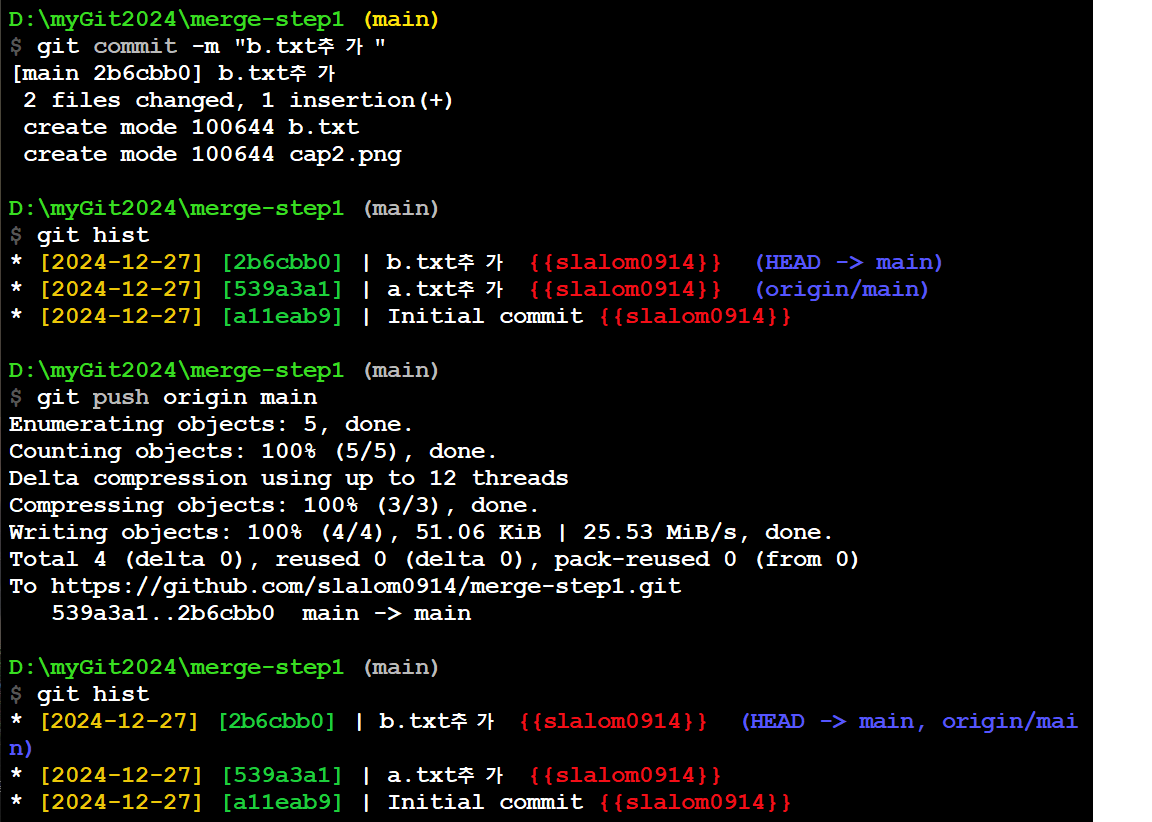 D:\myGit2024\merge-step1 (main)
$ git commit -m "b.txt추가"
[main 2b6cbb0] b.txt추가
 2 files changed, 1 insertion(+)
 create mode 100644 b.txt
 create mode 100644 cap2.png
D:\myGit2024\merge-step1 (main)
$ git hist
* [2024-12-27] [2b6cbb0] | b.txt추가 {{slalom0914}} (HEAD -> main)
* [2024-12-27] [539a3a1] | a.txt추가 {{slalom0914}} (origin/main)
* [2024-12-27] [a11eab9] | Initial commit {{slalom0914}}
D:\myGit2024\merge-step1 (main)
$ git push origin main
Enumerating objects: 5, done.
Counting objects: 100% (5/5), done.
Delta compression using up to 12 threads
Compressing objects: 100% (3/3), done.
Writing objects: 100% (4/4), 51.06 KiB | 25.53 MiB/s, done.
Total 4 (delta 0), reused 0 (delta 0), pack-reused 0 (from 0)
To https://github.com/slalom0914/merge-step1.git
   539a3a1..2b6cbb0  main -> main
D:\myGit2024\merge-step1 (main)
$ git hist
* [2024-12-27] [2b6cbb0] | b.txt추가 {{slalom0914}} (HEAD -> main, origin/mai
n)
* [2024-12-27] [539a3a1] | a.txt추가 {{slalom0914}}
* [2024-12-27] [a11eab9] | Initial commit {{slalom0914}}